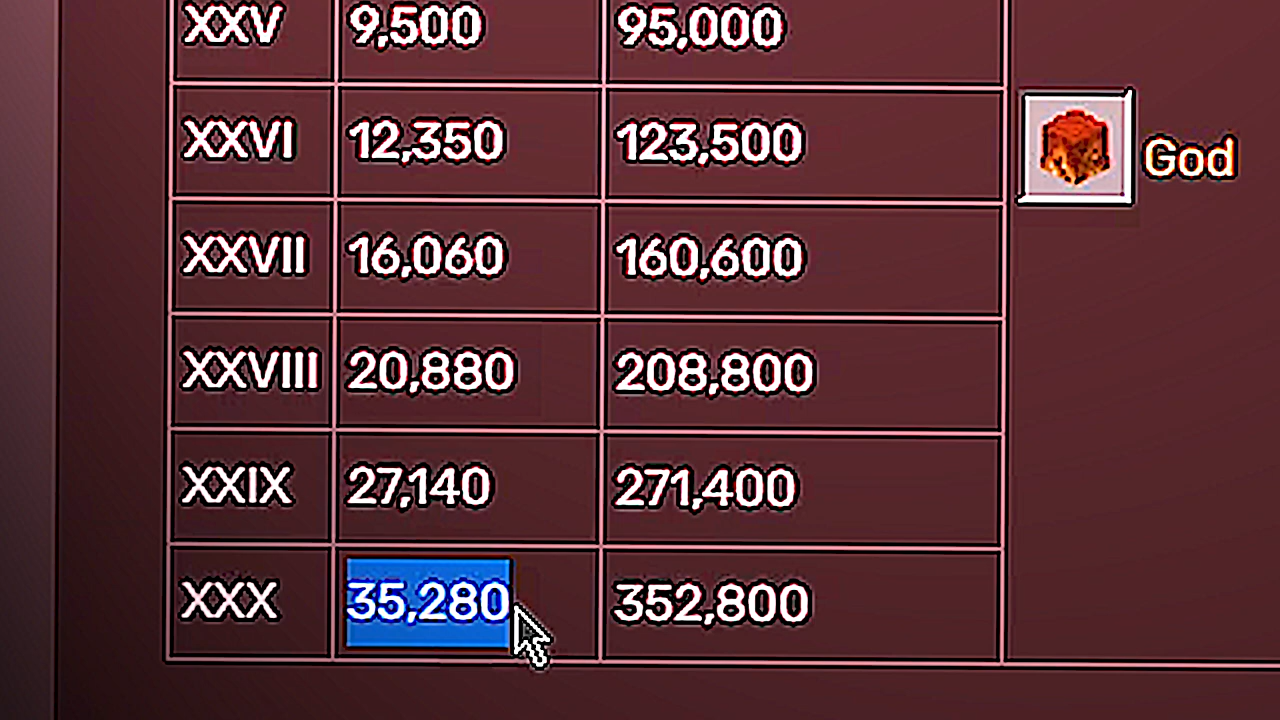 XXV 9,500 95,000
XXVI 12,350 123,500 God
XXVII 16,060 160,600
XXVIII 20,880 208,800
XXIX 27,140 271,400
XXX 35,280 352,800